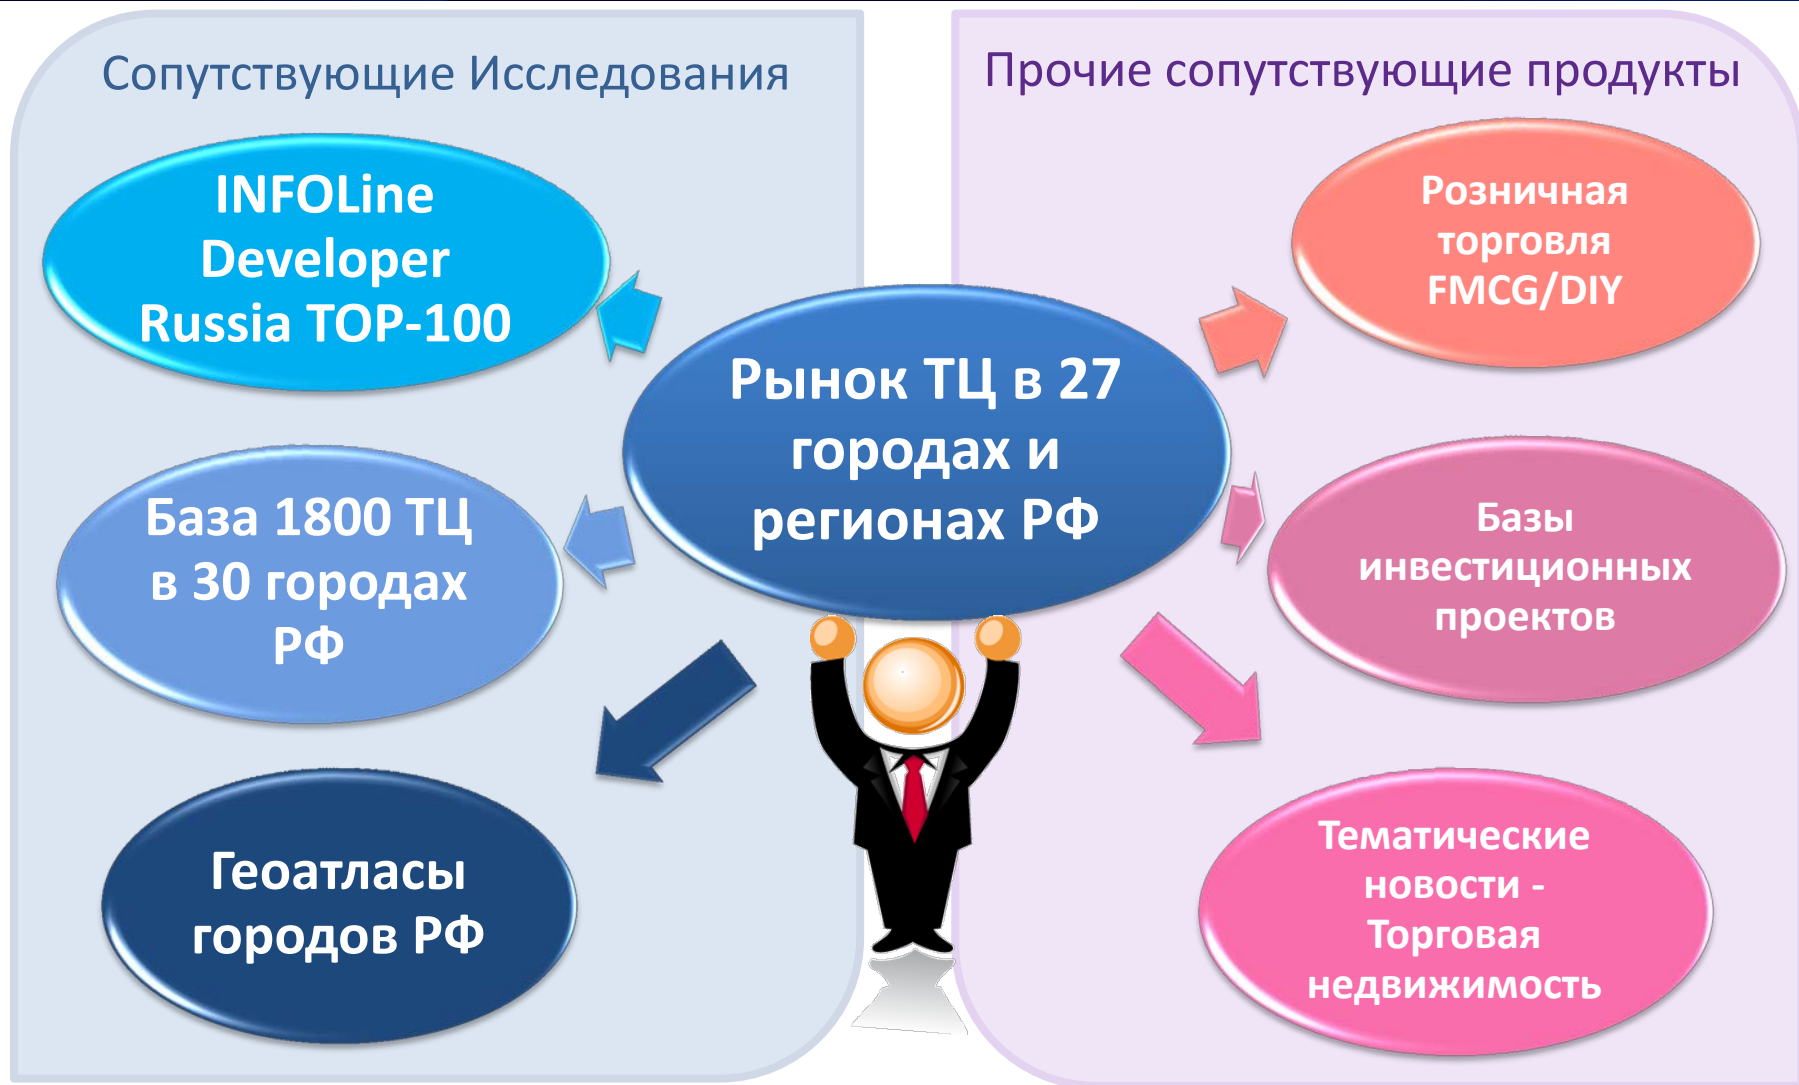 Сопутствующие Исследования
INFOLine
Developer
Russia TOP-100
База 1800 ТЦ
в 30 городах
РФ
Геоатласы
городов РФ
Рынок ТЦ в 27
городах и
регионах РФ
Прочие сопутствующие продукты
Розничная
торговля
FMCG/DIY
Базы
инвестиционных
проектов
Тематические
новости -
Торговая
недвижимость